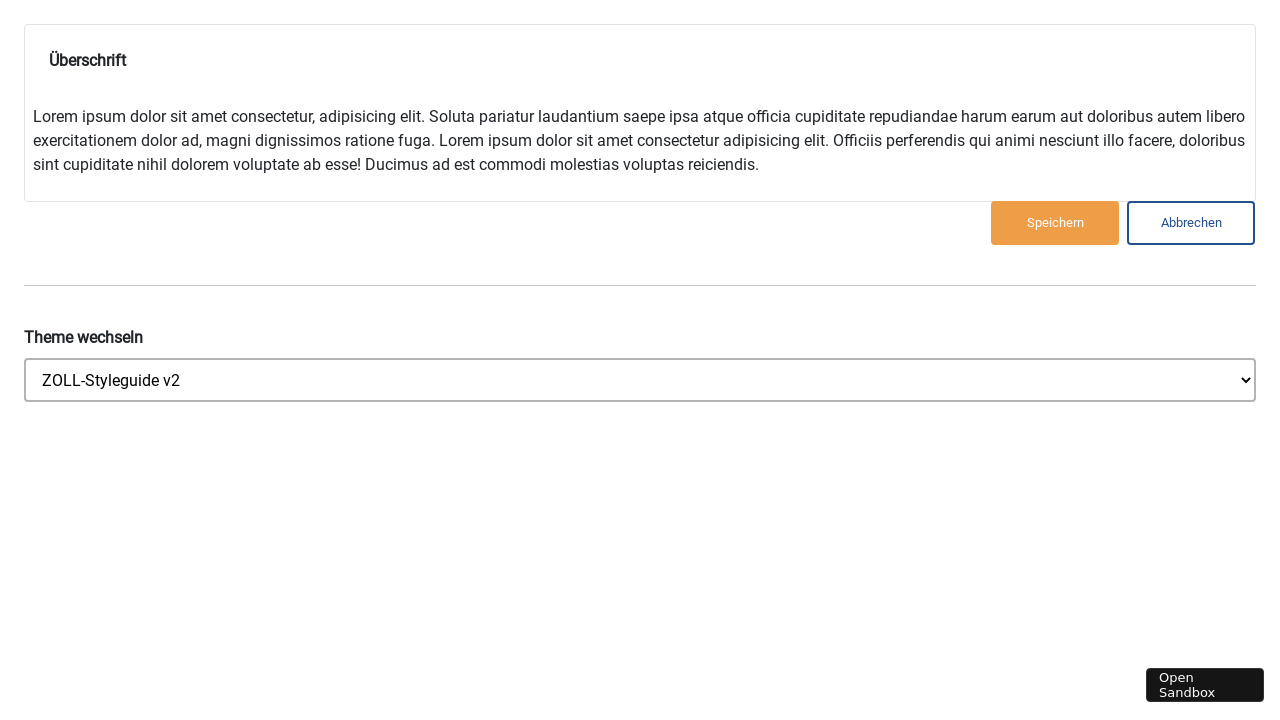 Überschrift
Lorem ipsum dolor sit amet consectetur, adipisicing elit. Soluta pariatur laudantium saepe ipsa atque officia cupiditate repudiandae harum earum aut doloribus autem libero
exercitationem dolor ad, magni dignissimos ratione fuga. Lorem ipsum dolor sit amet consectetur adipisicing elit. Officiis perferendis qui animi nesciunt illo facere, doloribus
sint cupiditate nihil dolorem voluptate ab esse! Ducimus ad est commodi molestias voluptas reiciendis.
Speichern
Abbrechen
Theme wechseln
ZOLL-Styleguide v2
Open
Sandbox